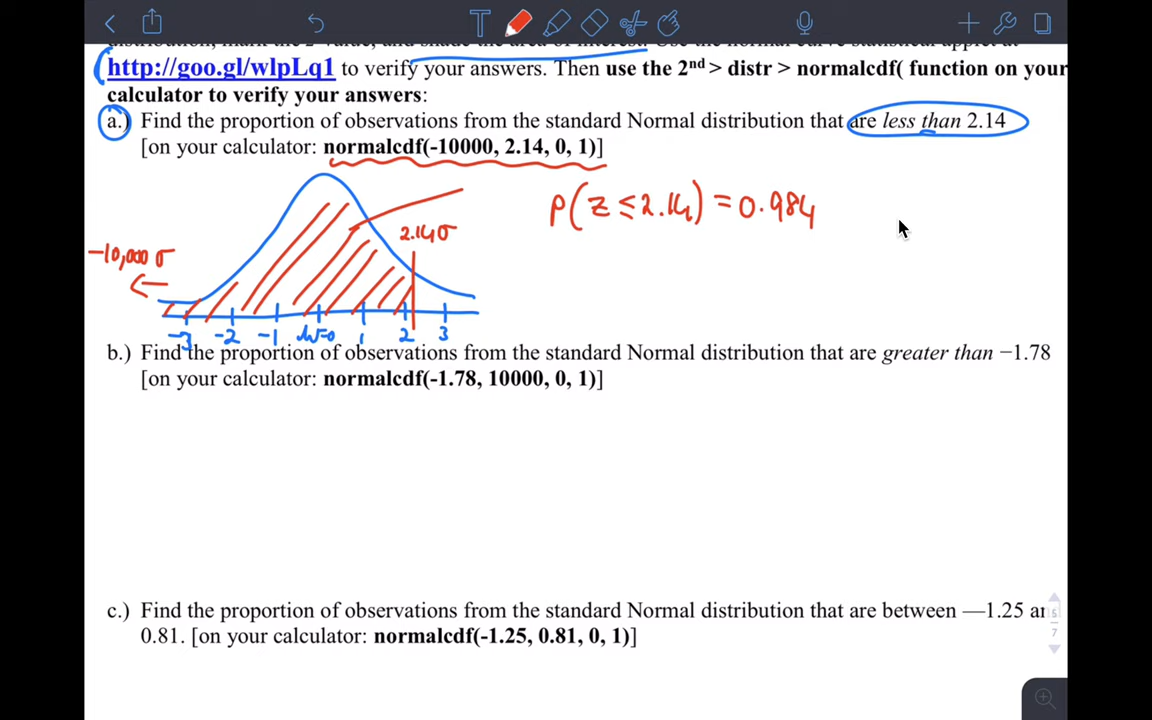 http://goo.gl/wlpLq1 to verify your answers. Then use the 2nd > distr > normalcdf( function on your
calculator to verify your answers:
a.) Find the proportion of observations from the standard Normal distribution that are less than 2.14
[on your calculator: normalcdf(-10000, 2.14, 0, 1)]
P(Z ≤ 2.14) = 0.984
2.14σ
-10,000 σ
-3 -2 -1 μ=0 1 2 3
b.) Find the proportion of observations from the standard Normal distribution that are greater than −1.78
[on your calculator: normalcdf(-1.78, 10000, 0, 1)]
c.) Find the proportion of observations from the standard Normal distribution that are between —1.25 an
0.81. [on your calculator: normalcdf(-1.25, 0.81, 0, 1)]
5
7